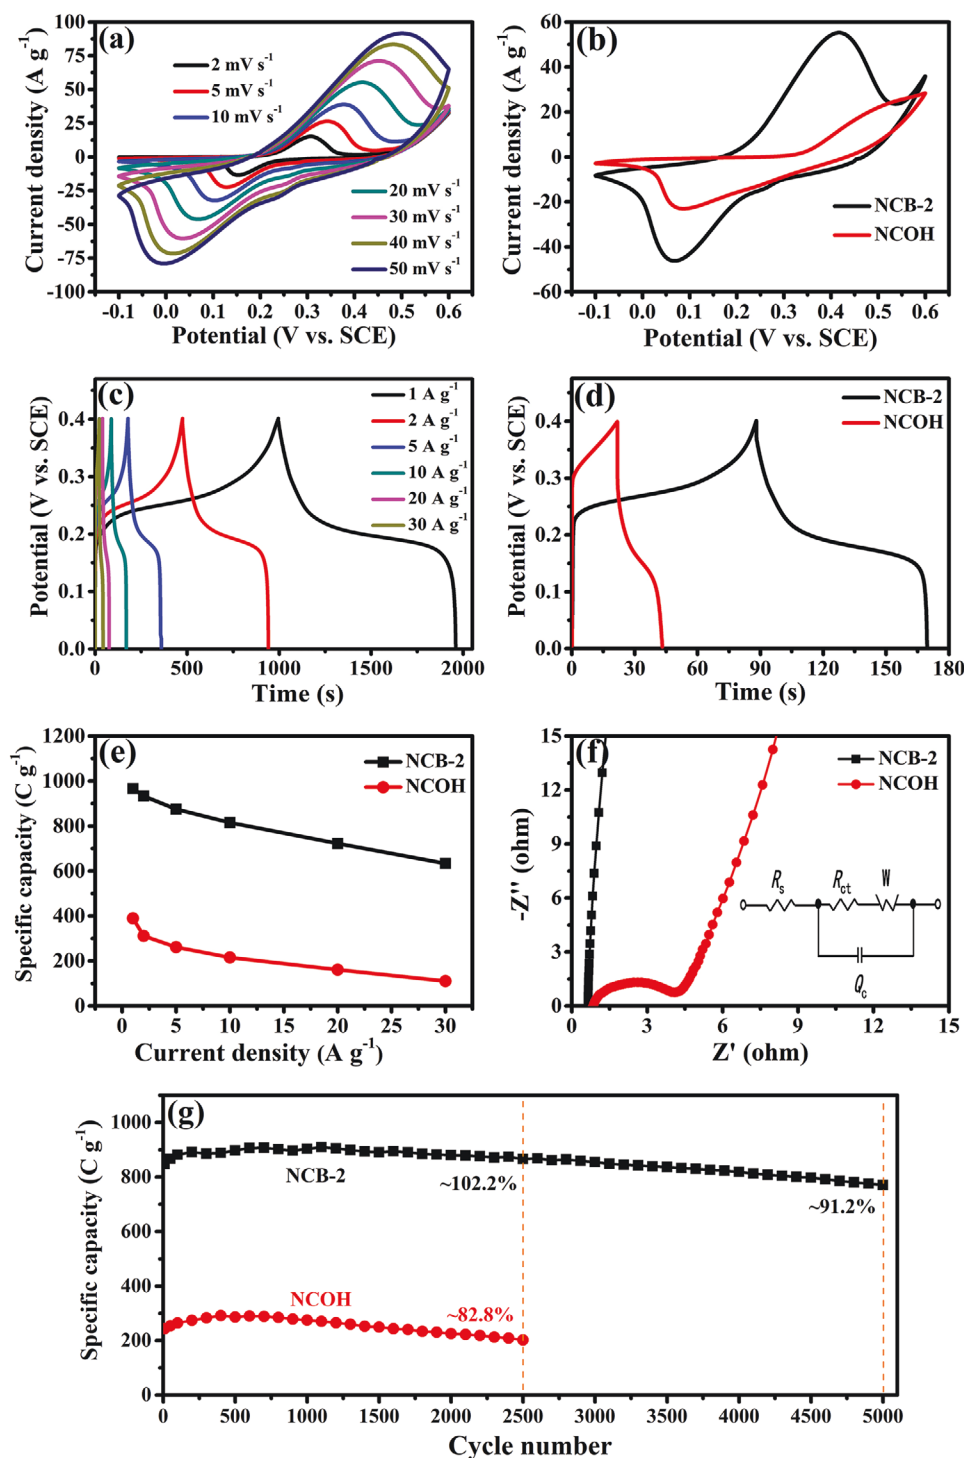 (a)
Current density (A g⁻¹)
100
75
50
25
0
-25
-50
-75
-100
2 mV s⁻¹
5 mV s⁻¹
10 mV s⁻¹
20 mV s⁻¹
30 mV s⁻¹
40 mV s⁻¹
50 mV s⁻¹
-0.1 0.0 0.1 0.2 0.3 0.4 0.5 0.6
Potential (V vs. SCE)
(b)
Current density (A g⁻¹)
60
40
20
0
-20
-40
-60
NCB-2
NCOH
-0.1 0.0 0.1 0.2 0.3 0.4 0.5 0.6
Potential (V vs. SCE)
(c)
Potential (V vs. SCE)
0.4
0.3
0.2
0.1
0.0
1 A g⁻¹
2 A g⁻¹
5 A g⁻¹
10 A g⁻¹
20 A g⁻¹
30 A g⁻¹
0 500 1000 1500 2000
Time (s)
(d)
Potential (V vs. SCE)
0.4
0.3
0.2
0.1
0.0
NCB-2
NCOH
0 30 60 90 120 150 180
Time (s)
(e)
Specific capacity (C g⁻¹)
1200
1000
800
600
400
200
0
NCB-2
NCOH
0 5 10 15 20 25 30
Current density (A g⁻¹)
(f)
-Z'' (ohm)
15
12
9
6
3
0
NCB-2
NCOH
Rs
Rct
W
Qc
0 3 6 9 12 15
Z' (ohm)
(g)
Specific capacity (C g⁻¹)
1000
800
600
400
200
0
NCB-2
~102.2%
~91.2%
NCOH
~82.8%
0 500 1000 1500 2000 2500 3000 3500 4000 4500 5000
Cycle number